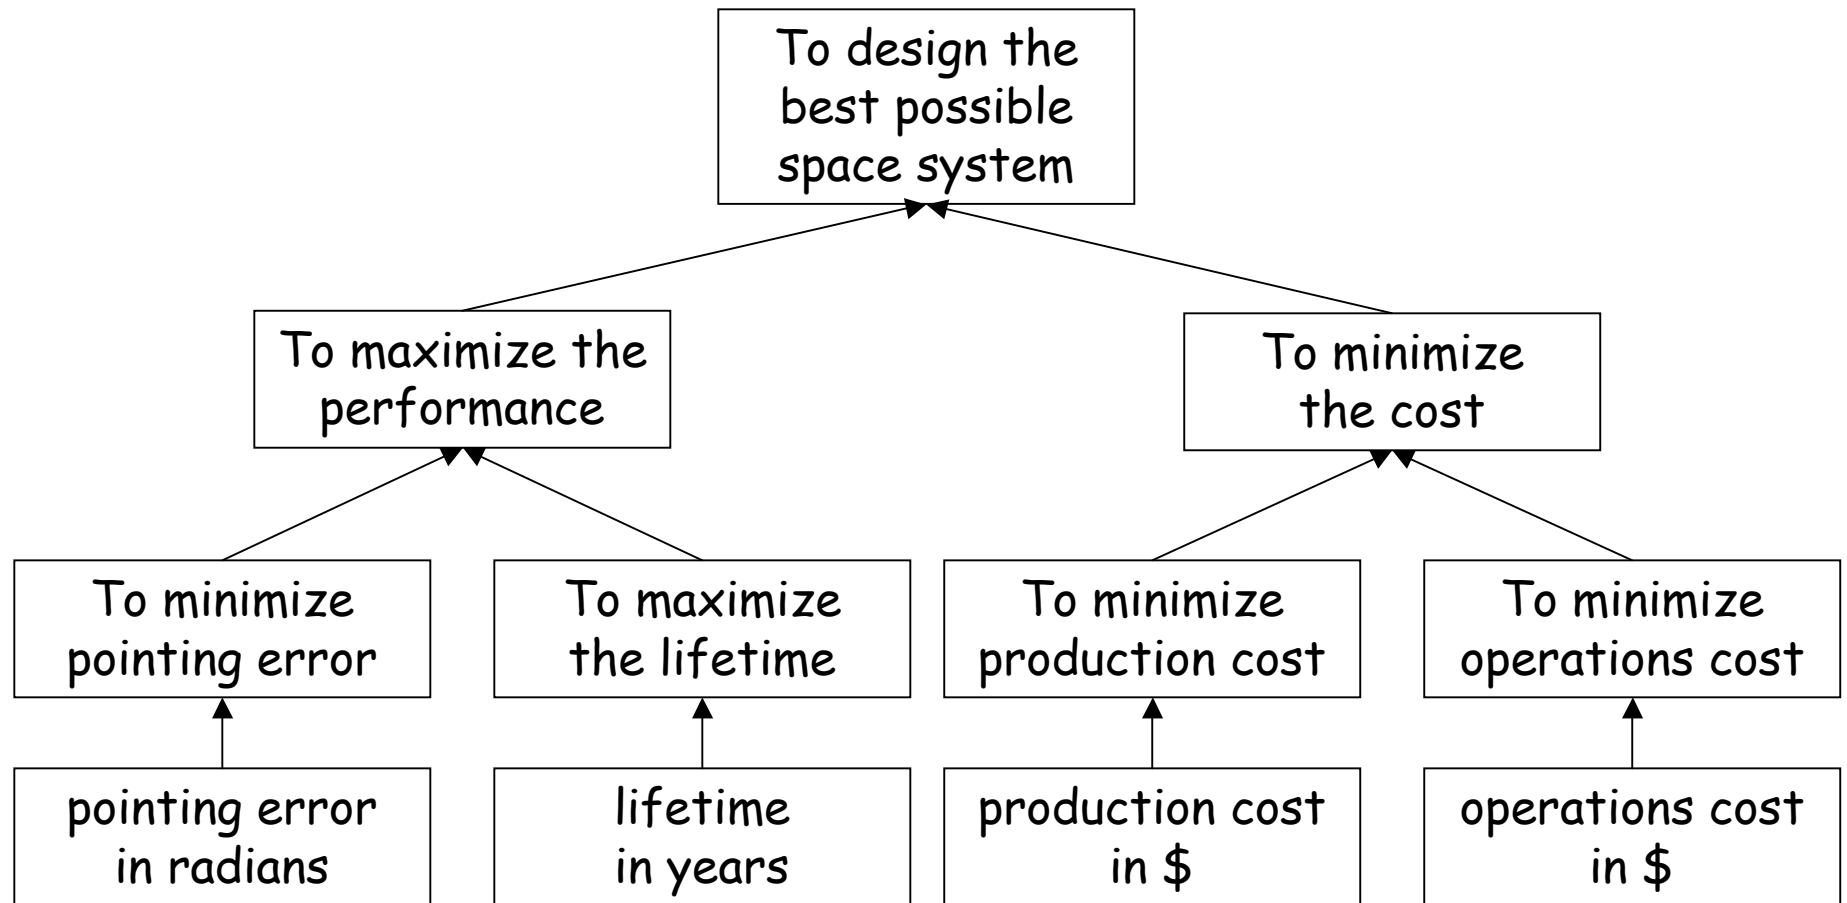 To design the
best possible
space system
To maximize the
performance
To minimize
the cost
To minimize
pointing error
To maximize
the lifetime
To minimize
production cost
To minimize
operations cost
pointing error
in radians
lifetime
in years
production cost
in $
operations cost
in $